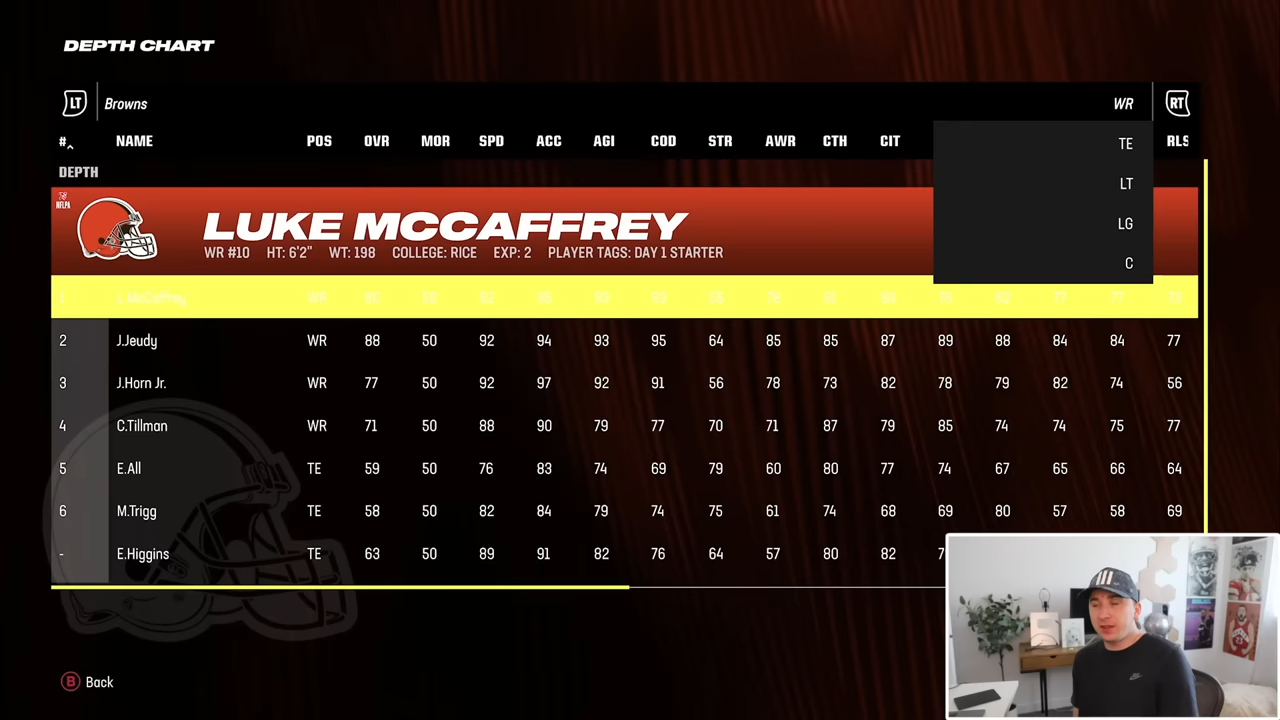 DEPTH CHART
LT Browns WR RT
# NAME POS OVR MOR SPD ACC AGI COD STR AWR CTH CIT RLS
TE
DEPTH
LT
NFLPA
LUKE MCCAFFREY
LG
WR #10 HT: 6'2" WT: 198 COLLEGE: RICE EXP: 2 PLAYER TAGS: DAY 1 STARTER
C
L.McCaffrey WR
2 J.Jeudy WR 88 50 92 94 93 95 64 85 85 87 89 88 84 84 77
3 J.Horn Jr. WR 77 50 92 97 92 91 56 78 73 82 78 79 82 74 56
4 C.Tillman WR 71 50 88 90 79 77 70 71 87 79 85 74 74 75 77
5 E.All TE 59 50 76 83 74 69 79 60 80 77 74 67 65 66 64
6 M.Trigg TE 58 50 82 84 79 74 75 61 74 68 69 80 57 58 69
- E.Higgins TE 63 50 89 91 82 76 64 57 80 82
B Back